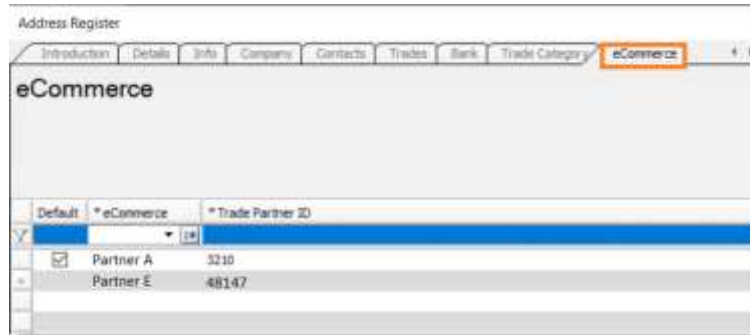 Address Register
Introduction Details Info Company Contacts Trades Bank Trade Category eCommerce
eCommerce
Default * eCommerce * Trade Partner ID
Partner A 3210
Partner E 48147